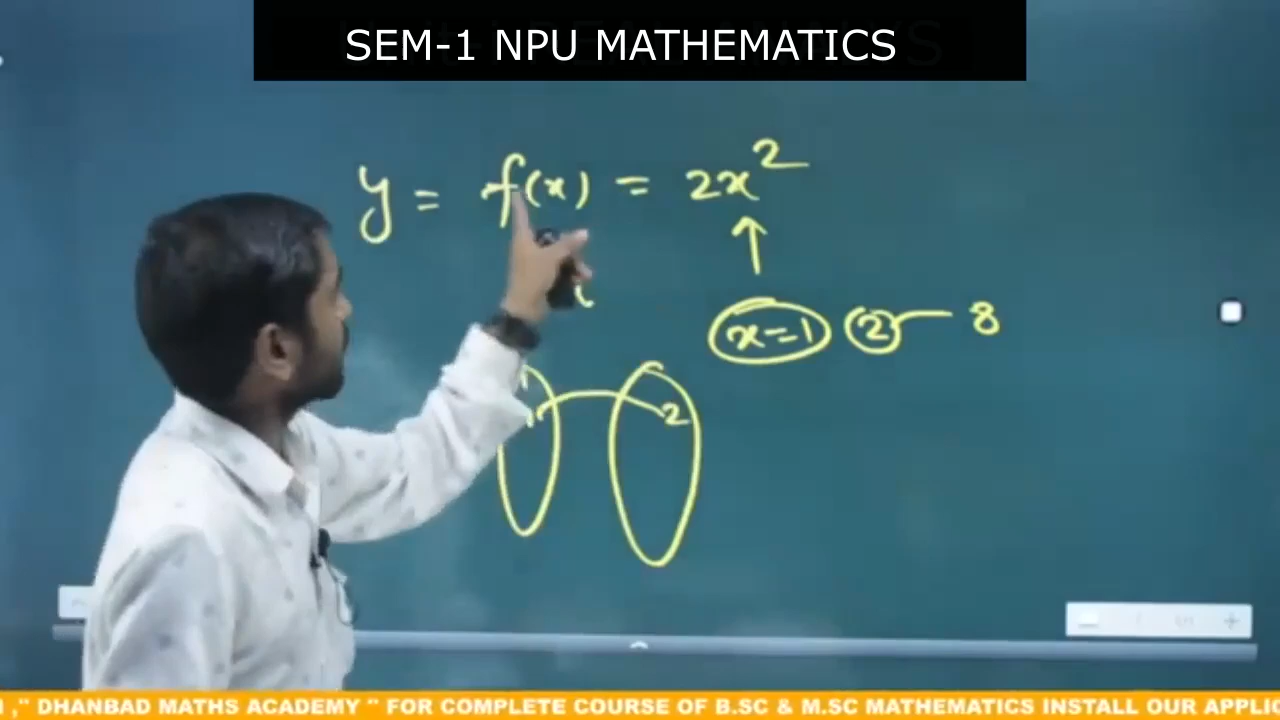 SEM-1 NPU MATHEMATICS
y = f(x) = 2x²
x=1 2 8
1 2
," DHANBAD MATHS ACADEMY " FOR COMPLETE COURSE OF B.SC & M.SC MATHEMATICS INSTALL OUR